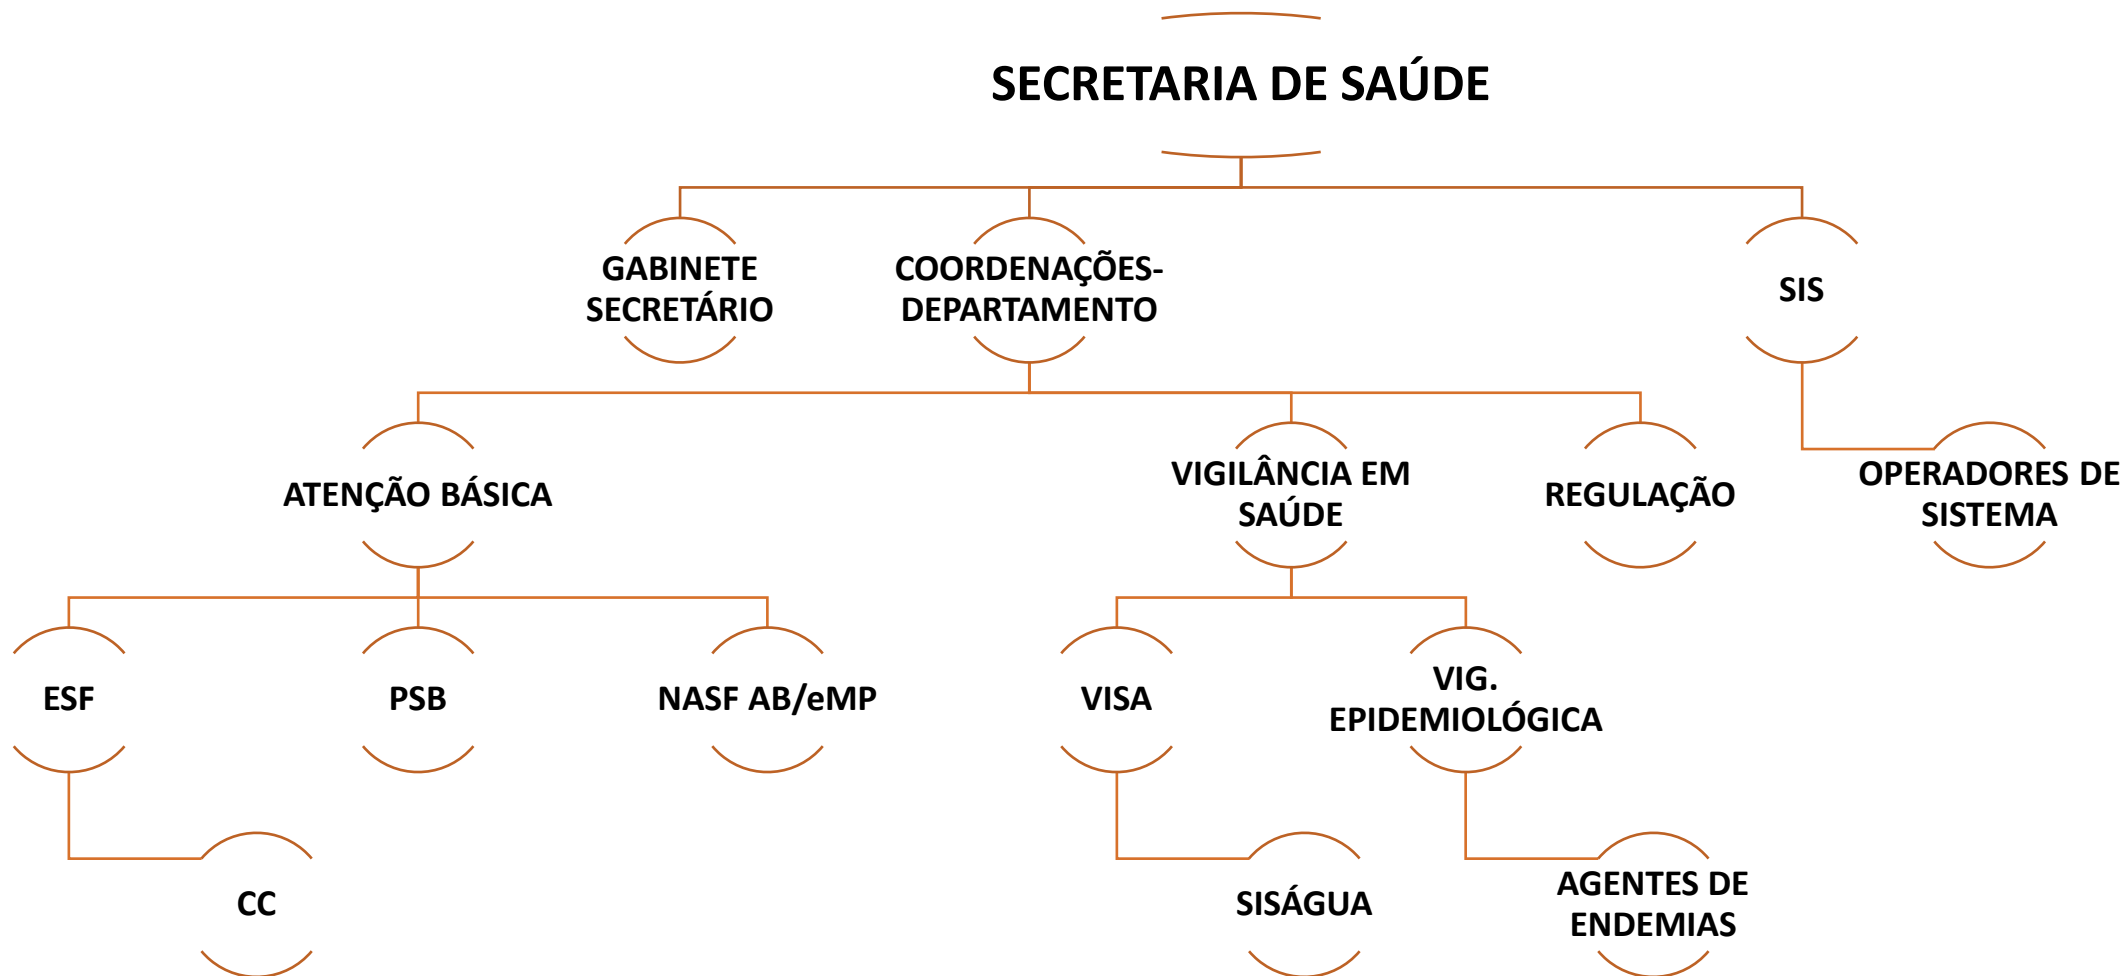 SECRETARIA DE SAÚDE
GABINETE
SECRETÁRIO
COORDENAÇÕES-
DEPARTAMENTO
SIS
ATENÇÃO BÁSICA
VIGILÂNCIA EM
SAÚDE
REGULAÇÃO
OPERADORES DE
SISTEMA
ESF
PSB
NASF AB/eMP
VISA
VIG.
EPIDEMIOLÓGICA
CC
SISÁGUA
AGENTES DE
ENDEMIAS